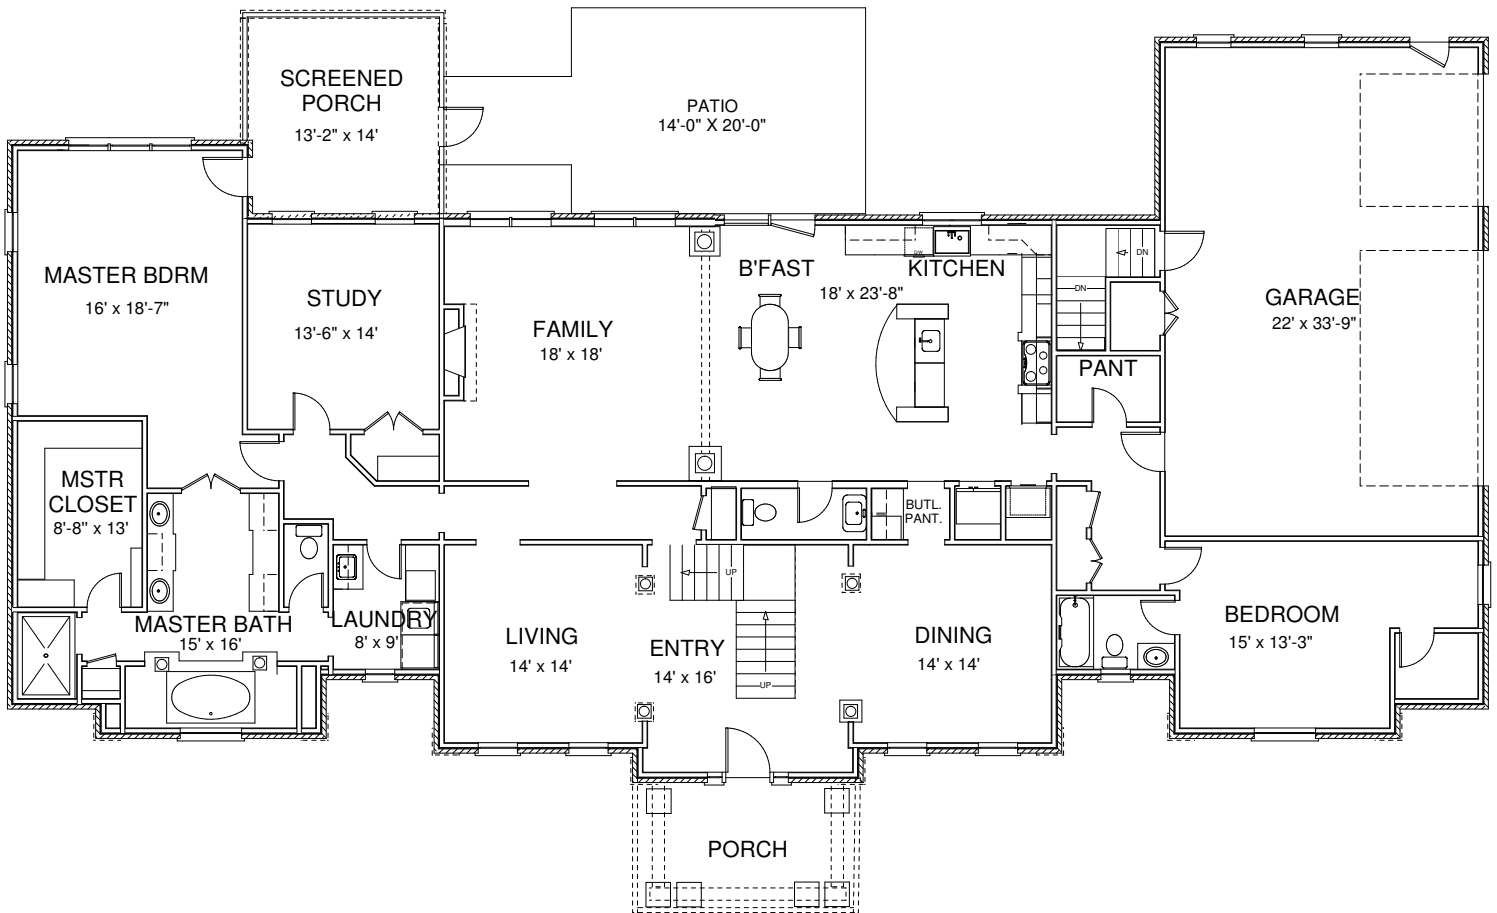 SCREENED
PORCH
13'-2" x 14'
PATIO
14'-0" X 20'-0"
MASTER BDRM
16' x 18'-7"
STUDY
13'-6" x 14'
FAMILY
18' x 18'
B'FAST
KITCHEN
18' x 23'-8"
DW
DN
DN
GARAGE
22' x 33'-9"
PANT
MSTR
CLOSET
8'-8" x 13'
BUTL.
PANT.
UP
MASTER BATH
15' x 16'
LAUNDRY
8' x 9'
LIVING
14' x 14'
ENTRY
14' x 16'
UP
DINING
14' x 14'
BEDROOM
15' x 13'-3"
PORCH